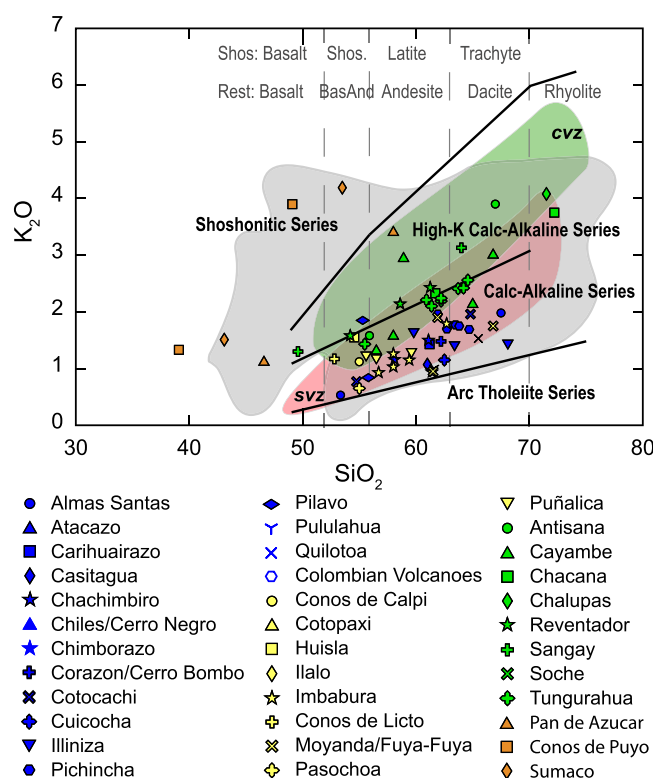 7
6
5
4
3
2
1
0
K2O
Shos: Basalt Shos. Latite Trachyte
Rest: Basalt BasAnd Andesite Dacite Rhyolite
cvz
Shoshonitic Series
High-K Calc-Alkaline Series
Calc-Alkaline Series
svz
Arc Tholeiite Series
30 40 50 60 70 80
SiO2
Almas Santas
Atacazo
Carihuairazo
Casitagua
Chachimbiro
Chiles/Cerro Negro
Chimborazo
Corazon/Cerro Bombo
Cotocachi
Cuicocha
Illiniza
Pichincha
Pilavo
Pululahua
Quilotoa
Colombian Volcanoes
Conos de Calpi
Cotopaxi
Huisla
Ilalo
Imbabura
Conos de Licto
Moyanda/Fuya-Fuya
Pasochoa
Puñalica
Antisana
Cayambe
Chacana
Chalupas
Reventador
Sangay
Soche
Tungurahua
Pan de Azucar
Conos de Puyo
Sumaco